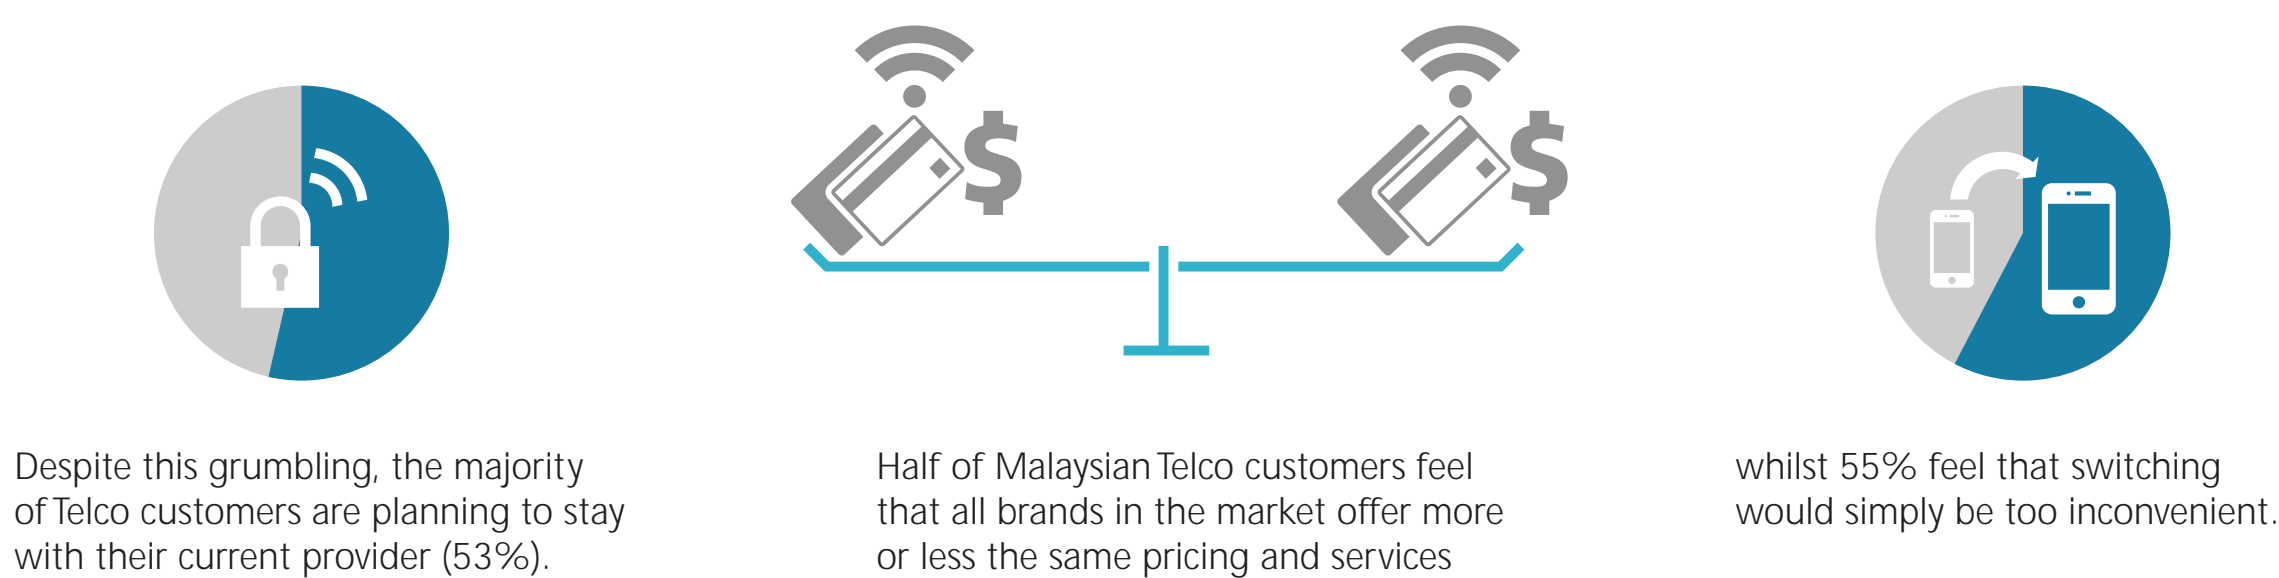 $
$
Despite this grumbling, the majority
of Telco customers are planning to stay
with their current provider (53%).
Half of Malaysian Telco customers feel
that all brands in the market offer more
or less the same pricing and services
whilst 55% feel that switching
would simply be too inconvenient.